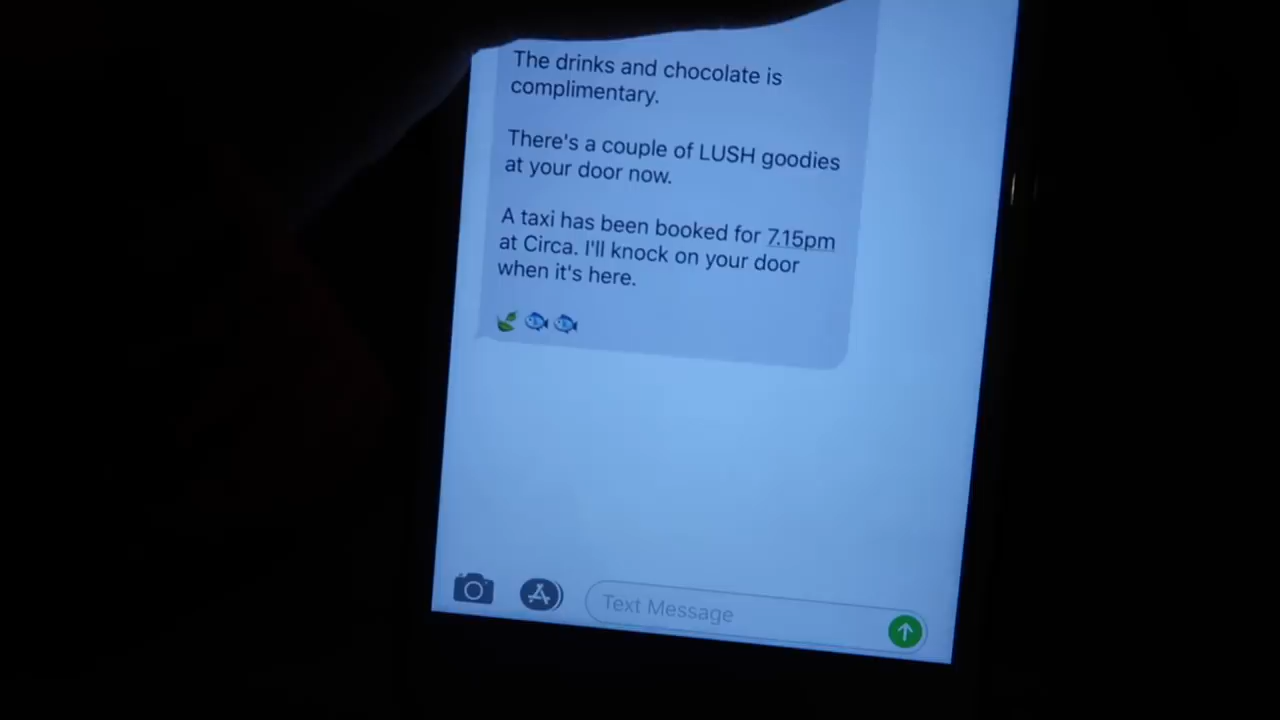 The drinks and chocolate is
complimentary.
There's a couple of LUSH goodies
at your door now.
A taxi has been booked for 7.15pm
at Circa. I'll knock on your door
when it's here.
🌿🐟🐟
Text Message